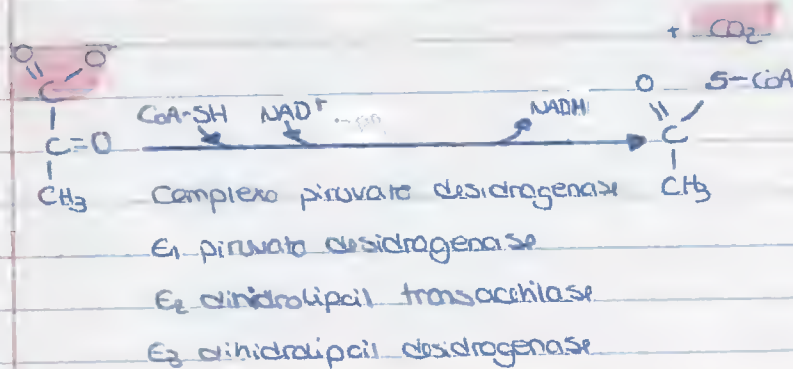 + CO2
O O-
C
CoA-SH NAD+ NADH O S-CoA
C=O C
CH3 CH3
Complexo piruvato desidrogenase
E1 piruvato desidrogenase
E2 dihidrolipoil transacetilase
E3 dihidrolipoil desidrogenase